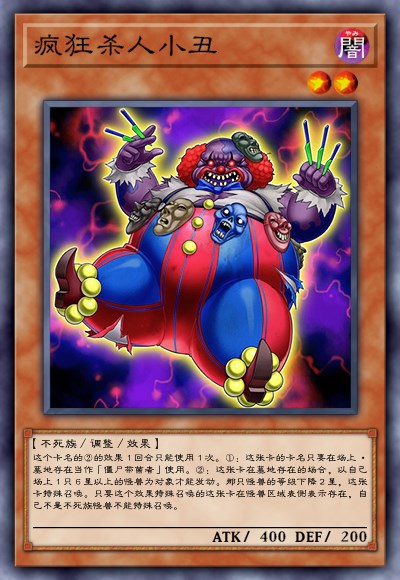 疯狂杀人小丑
やみ
闇
【不死族/调整/效果】
这个卡名的②的效果1回合只能使用1次。①：这张卡的卡名只要在场上・
墓地存在当作「僵尸带菌者」使用。②：这张卡在墓地存在的场合，以自己
场上1只6星以上的怪兽为对象才能发动。那只怪兽的等级下降2星，这张
卡特殊召唤。只要这个效果特殊召唤的这张卡在怪兽区域表侧表示存在，自
己不是不死族怪兽不能特殊召唤。
ATK/ 400 DEF/ 200